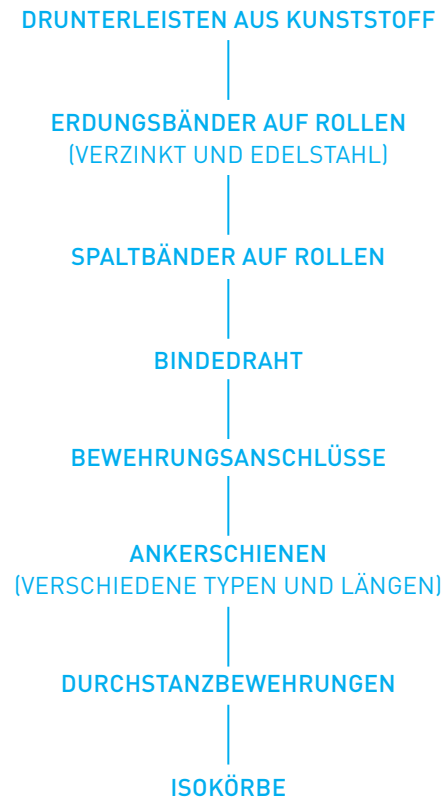 DRUNTERLEISTEN AUS KUNSTSTOFF
ERDUNGSBÄNDER AUF ROLLEN
(VERZINKT UND EDELSTAHL)
SPALTBÄNDER AUF ROLLEN
BINDEDRAHT
BEWEHRUNGSANSCHLÜSSE
ANKERSCHIENEN
(VERSCHIEDENE TYPEN UND LÄNGEN)
DURCHSTANZBEWEHRUNGEN
ISOKÖRBE